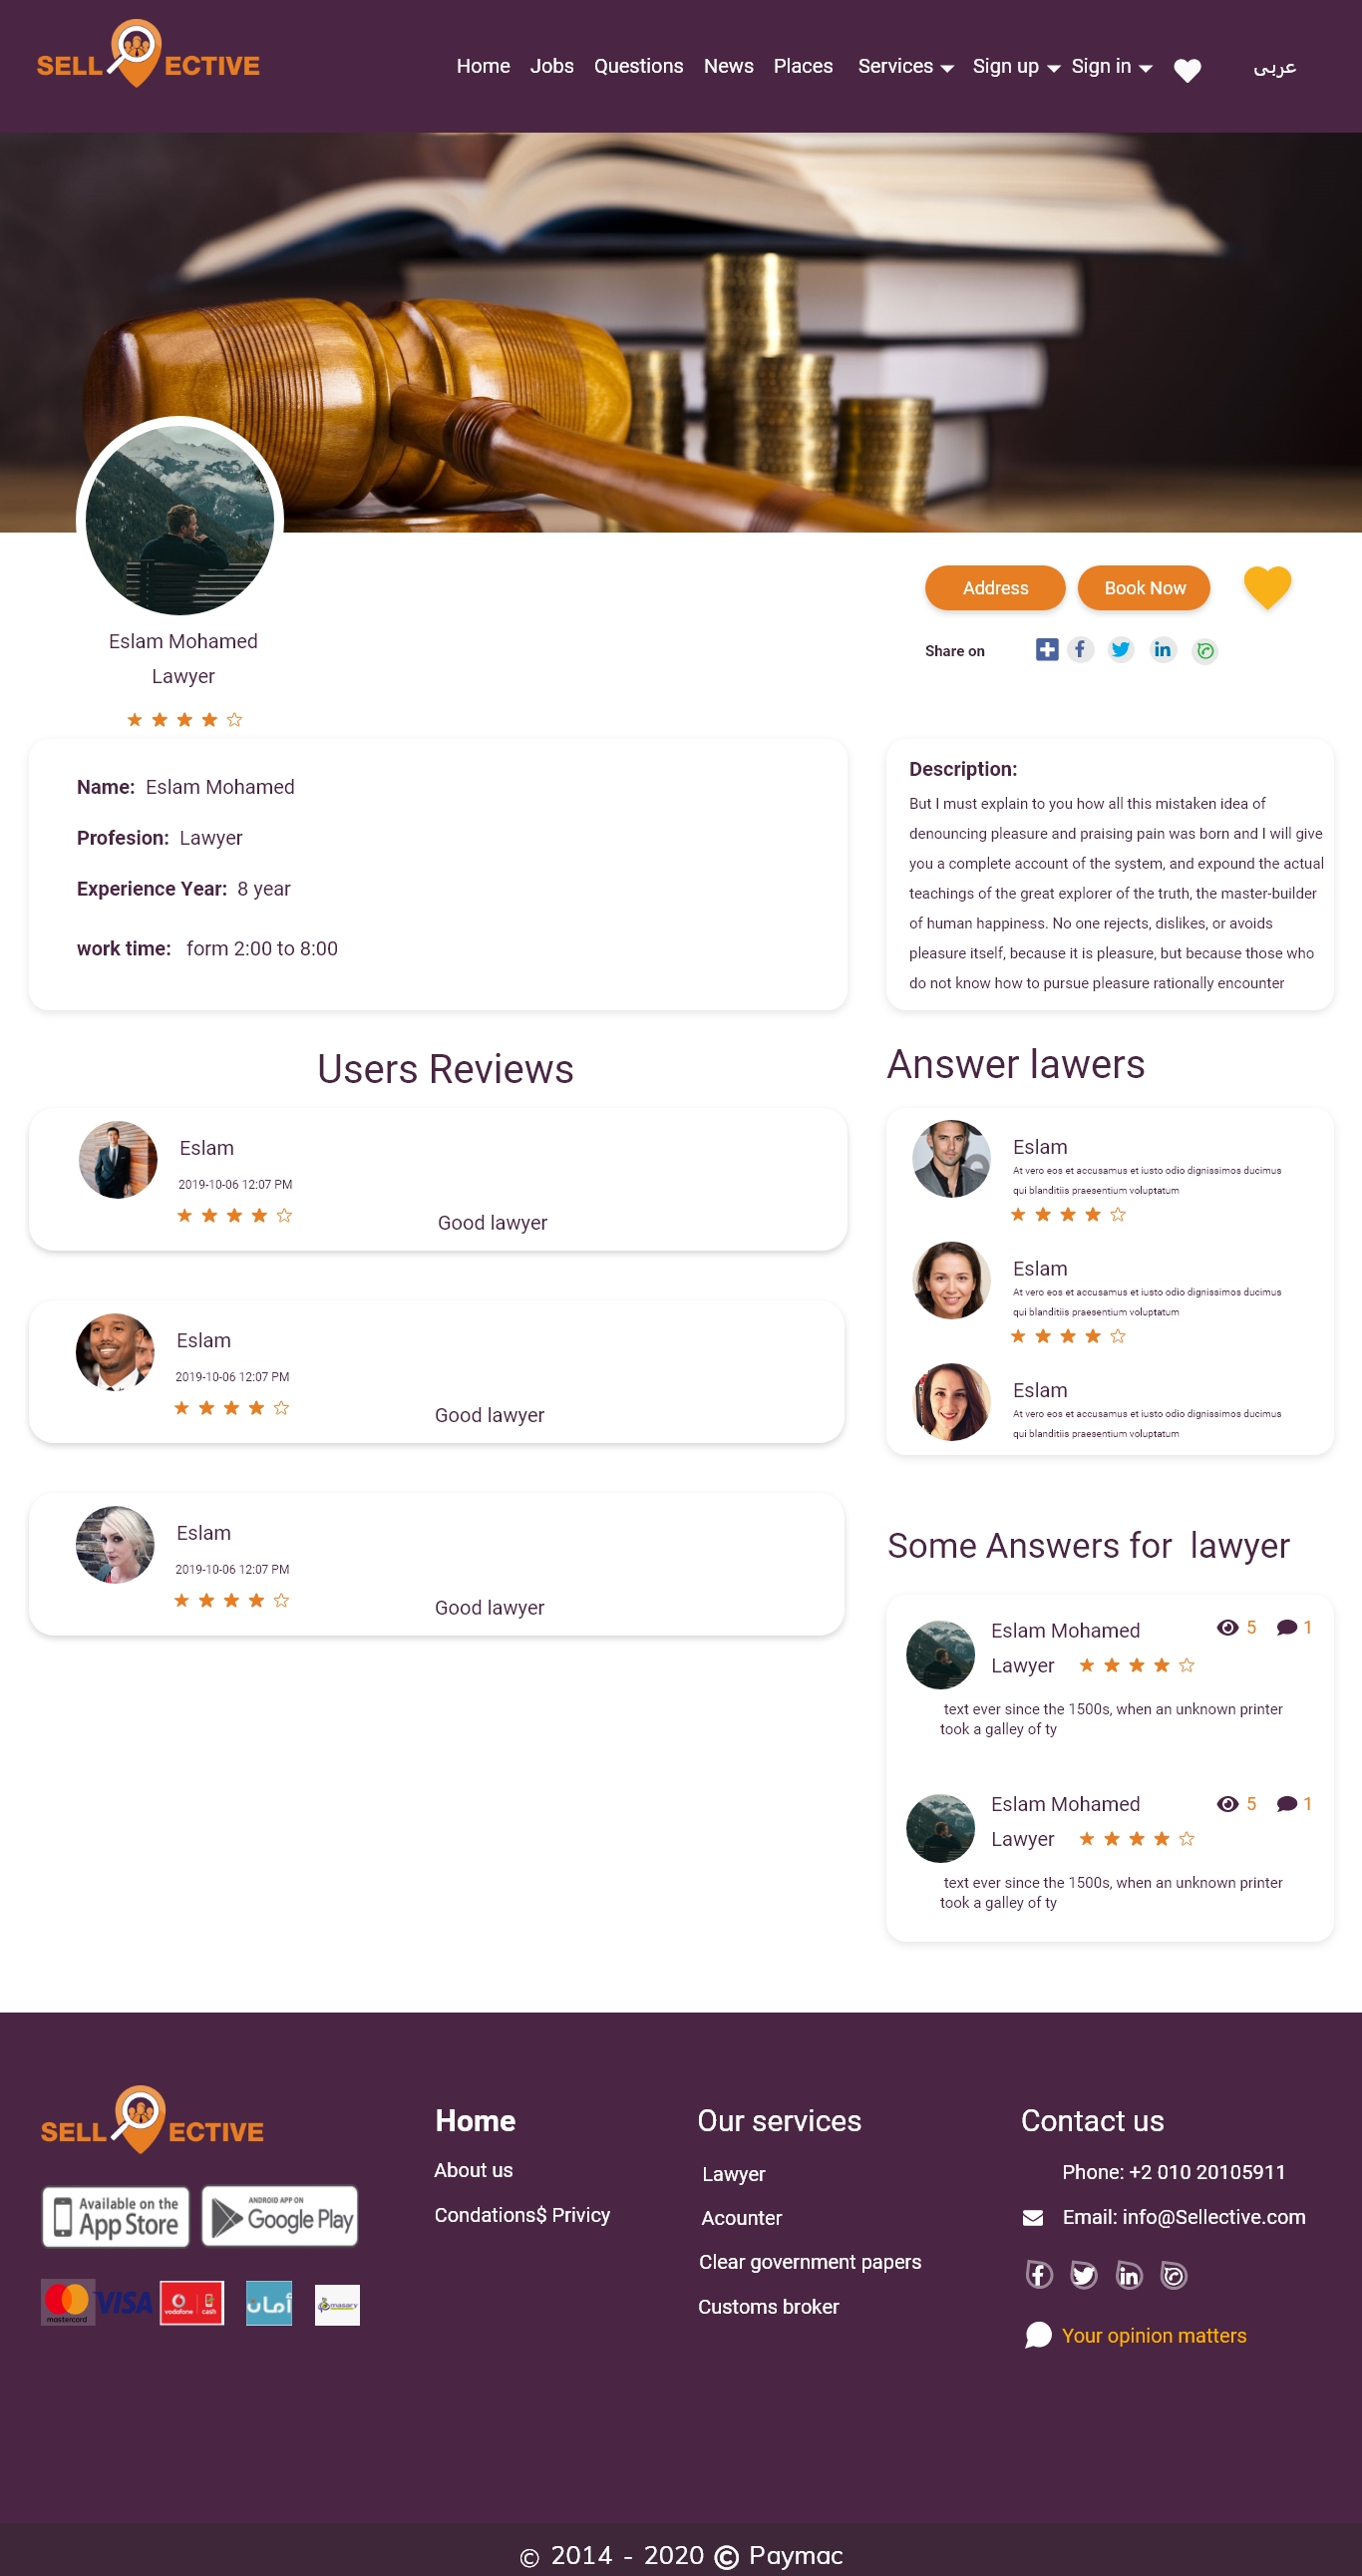 SELL ECTIVE
Home Jobs Questions News Places Services Sign up Sign in عربى
Address Book Now
Share on
Eslam Mohamed
Lawyer
Name: Eslam Mohamed
Profesion: Lawyer
Experience Year: 8 year
work time: form 2:00 to 8:00
Description:
But I must explain to you how all this mistaken idea of
denouncing pleasure and praising pain was born and I will give
you a complete account of the system, and expound the actual
teachings of the great explorer of the truth, the master-builder
of human happiness. No one rejects, dislikes, or avoids
pleasure itself, because it is pleasure, but because those who
do not know how to pursue pleasure rationally encounter
Users Reviews
Eslam
2019-10-06 12:07 PM
Good lawyer
Eslam
2019-10-06 12:07 PM
Good lawyer
Eslam
2019-10-06 12:07 PM
Good lawyer
Answer lawers
Eslam
At vero eos et accusamus et iusto odio dignissimos ducimus
qui blanditiis praesentium voluptatum
Eslam
At vero eos et accusamus et iusto odio dignissimos ducimus
qui blanditiis praesentium voluptatum
Eslam
At vero eos et accusamus et iusto odio dignissimos ducimus
qui blanditiis praesentium voluptatum
Some Answers for lawyer
Eslam Mohamed 5 1
Lawyer
text ever since the 1500s, when an unknown printer
took a galley of ty
Eslam Mohamed 5 1
Lawyer
text ever since the 1500s, when an unknown printer
took a galley of ty
SELL ECTIVE
Available on the
App Store
ANDROID APP ON
Google Play
mastercard
VISA
vodafone cash
أمان
masary
Home
About us
Condations$ Privicy
Our services
Lawyer
Acounter
Clear government papers
Customs broker
Contact us
Phone: +2 010 20105911
Email: info@Sellective.com
Your opinion matters
© 2014 - 2020 © Paymac